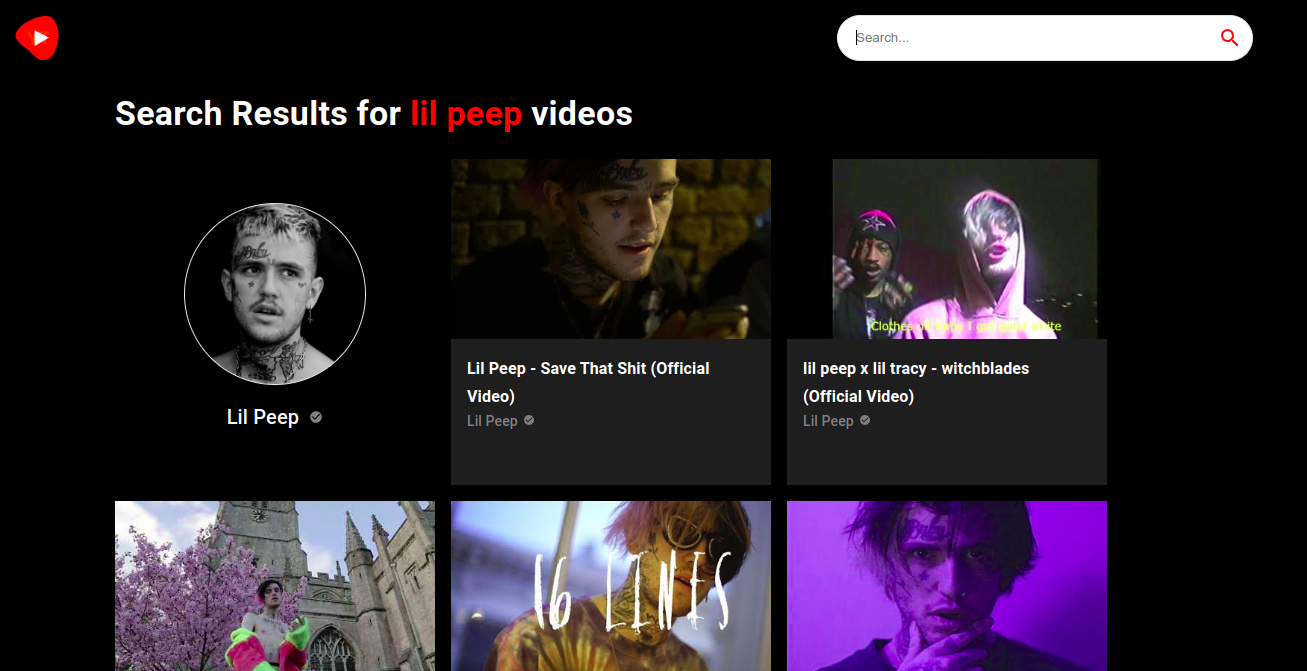 Search...
Search Results for lil peep videos
Lil Peep
Lil Peep - Save That Shit (Official
Video)
Lil Peep
Clothes off
lil peep x lil tracy - witchblades
(Official Video)
Lil Peep
16 LINES